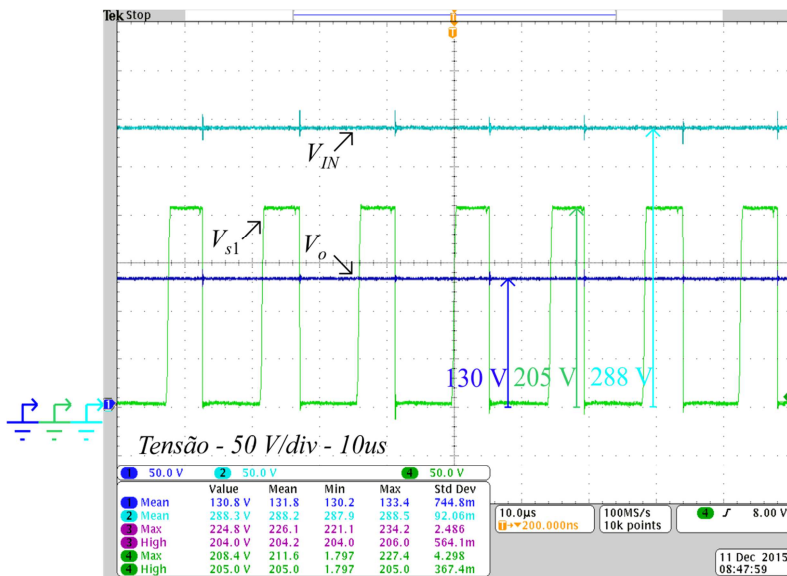 Tek Stop
T
T
V_IN
V_s1
V_o
130 V 205 V 288 V
T
Tensão - 50 V/div - 10us
1 50.0 V 2 50.0 V 4 50.0 V
Value Mean Min Max Std Dev
1 Mean 130.8 V 131.8 130.2 133.4 744.8m
2 Mean 288.3 V 288.2 287.9 288.5 92.06m
3 Max 224.8 V 226.1 221.1 234.2 2.486
3 High 204.0 V 204.2 204.0 206.0 564.1m
4 Max 208.4 V 211.6 1.797 227.4 4.298
4 High 205.0 V 205.0 1.797 205.0 367.4m
10.0µs
T→▼200.000ns
100MS/s
10k points
4 8.00 V
11 Dec 2015
08:47:59